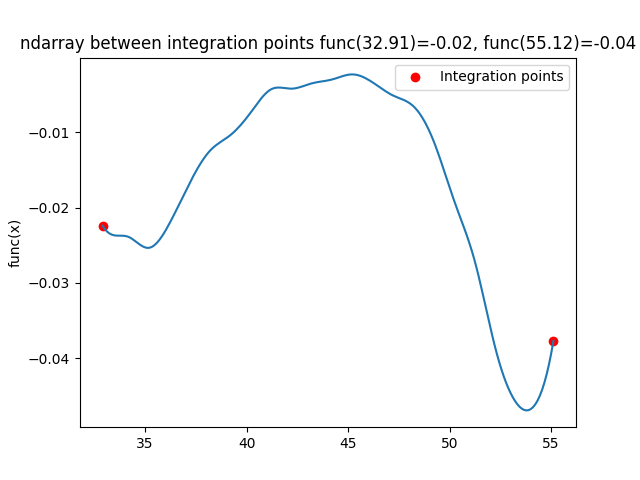 ndarray between integration points func(32.91)=-0.02, func(55.12)=-0.04
Integration points
−0.01
−0.02
−0.03
−0.04
func(x)
35 40 45 50 55